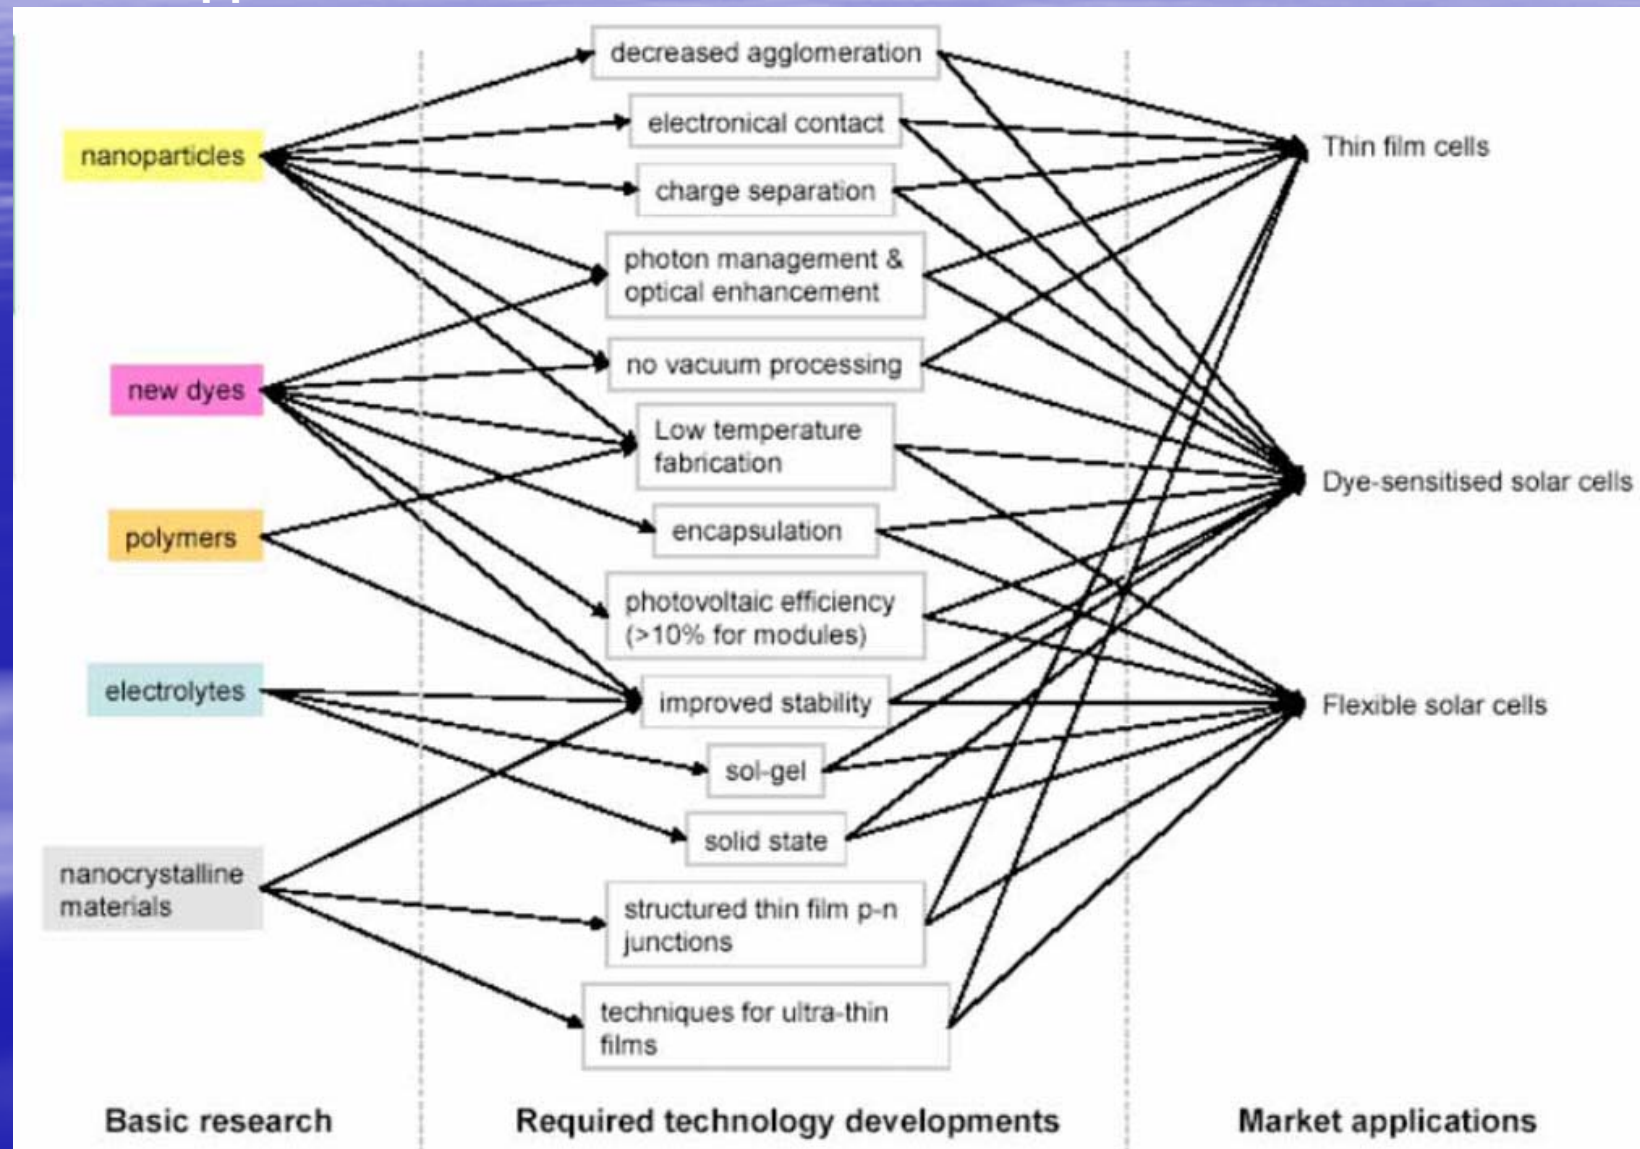 decreased agglomeration
electronical contact
nanoparticles
Thin film cells
charge separation
photon management &
optical enhancement
no vacuum processing
new dyes
Low temperature
fabrication
Dye-sensitised solar cells
encapsulation
polymers
photovoltaic efficiency
(>10% for modules)
electrolytes
improved stability
Flexible solar cells
sol-gel
solid state
nanocrystalline
materials
structured thin film p-n
junctions
techniques for ultra-thin
films
Basic research
Required technology developments
Market applications